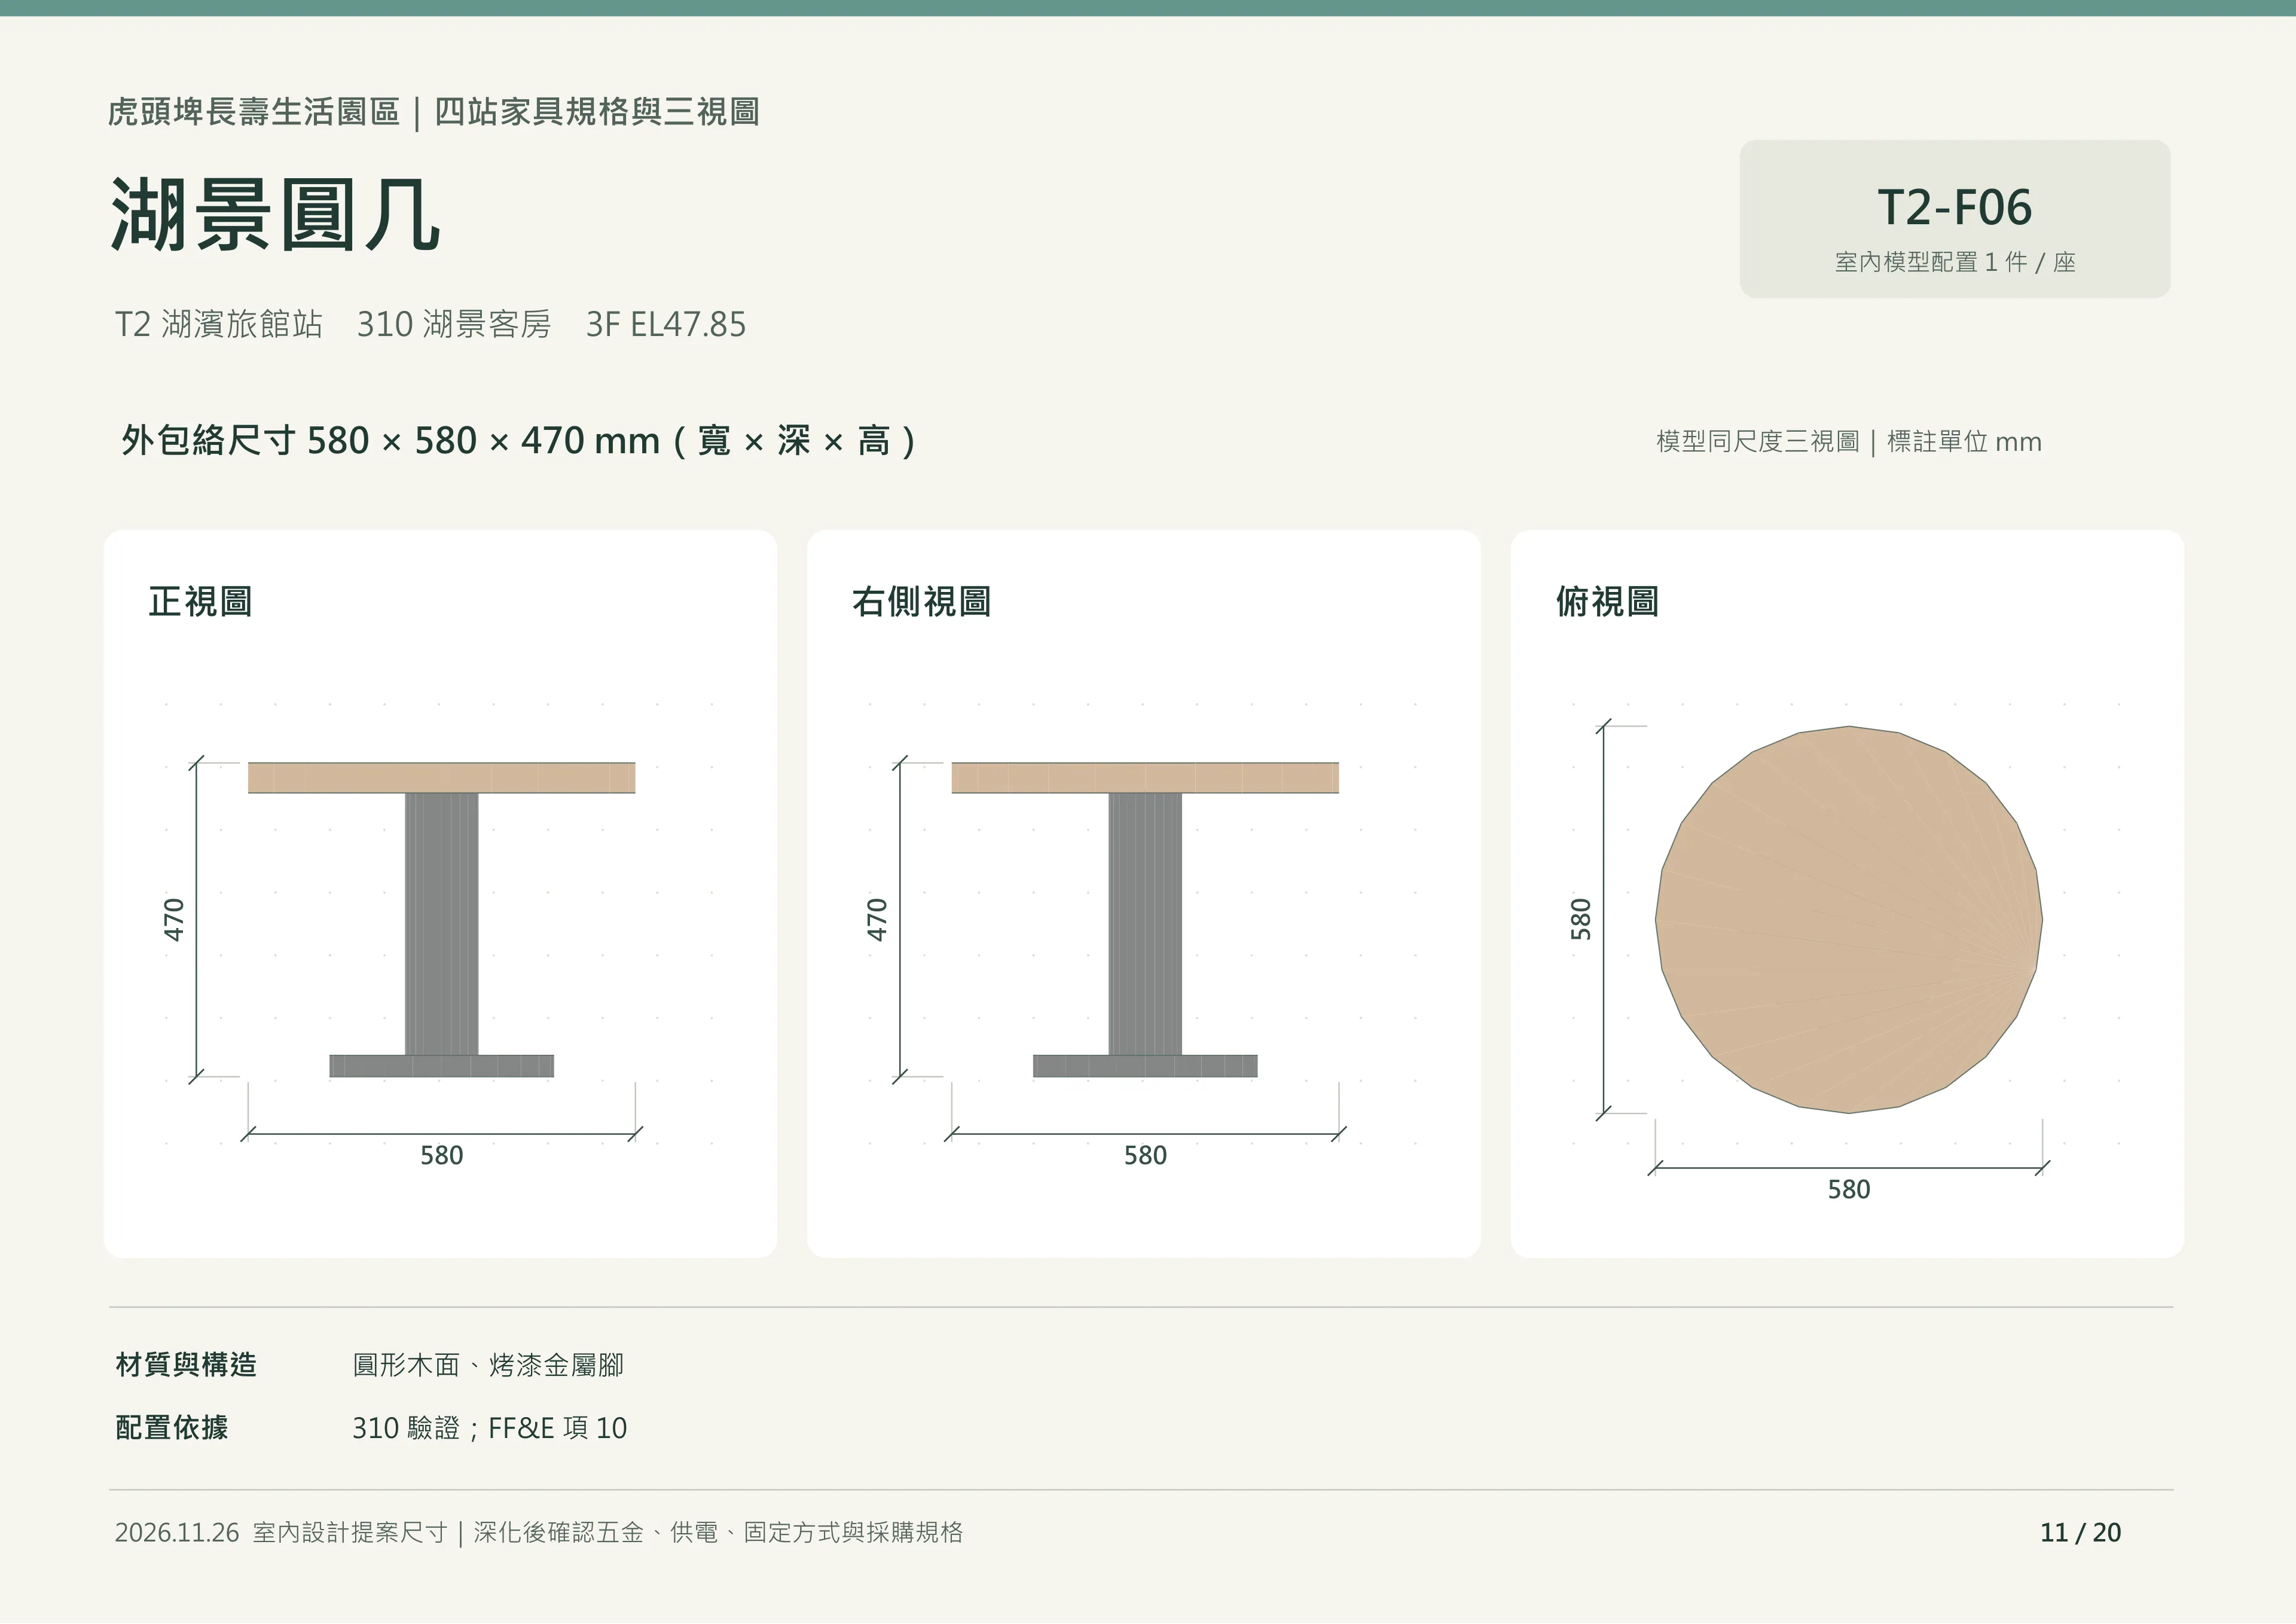 虎頭埤長壽生活園區｜四站家具規格與三視圖
湖景圓几
T2-F06
室內模型配置 1 件 / 座
T2 湖濱旅館站　310 湖景客房　3F EL47.85
外包絡尺寸 580 × 580 × 470 mm ( 寬 × 深 × 高 )
模型同尺度三視圖｜標註單位 mm
正視圖
470
580
右側視圖
470
580
俯視圖
580
580
材質與構造　圓形木面、烤漆金屬腳
配置依據　310 驗證；FF&E 項 10
2026.11.26 室內設計提案尺寸｜深化後確認五金、供電、固定方式與採購規格
11 / 20